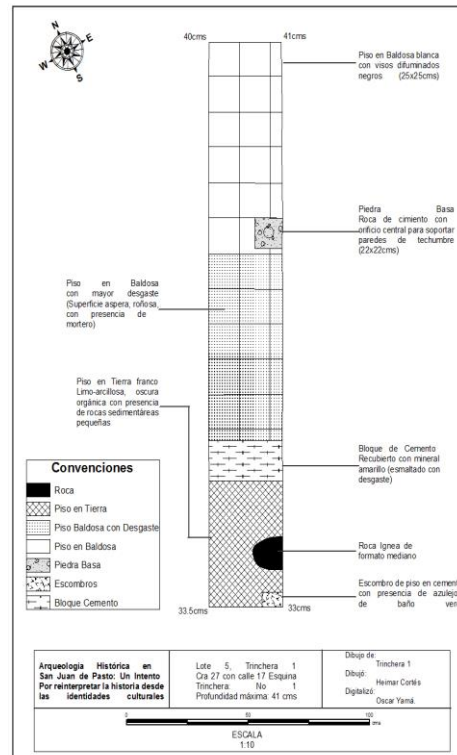 N
E
W
S
40cms
41cms
Piso en Baldosa blanca
con visos difuminados
negros (25x25cms)
Piedra Basa
Roca de cimiento con
orificio central para soportar
paredes de techumbre
(22x22cms)
Piso en Baldosa
con mayor desgaste
(Superficie aspera, roñosa,
con presencia de
mortero)
Piso en Tierra franco
Limo-arcillosa, oscura
orgánica con presencia
de rocas sedimentáreas
pequeñas
Bloque de Cemento
Recubierto con mineral
amarillo (esmaltado con
desgaste)
Roca Ignea de
formato mediano
Escombro de piso en cement
con presencia de azulejo
de baño ver
33.5cms
33cms
Convenciones
Roca
Piso en Tierra
Piso Baldosa con Desgaste
Piso en Baldosa
Piedra Basa
Escombros
Bloque Cemento
Arqueología Histórica en
San Juan de Pasto: Un Intento
Por reinterpretar la historia desde
las identidades culturales
Lote 5, Trinchera 1
Cra 27 con calle 17 Esquina
Trinchera: No 1
Profundidad máxima: 41 cms
Dibujo de:
Trinchera 1
Dibujó:
Heimar Cortés
Digitalizó:
Oscar Yamá.
0 50 100
cms
ESCALA
1:10